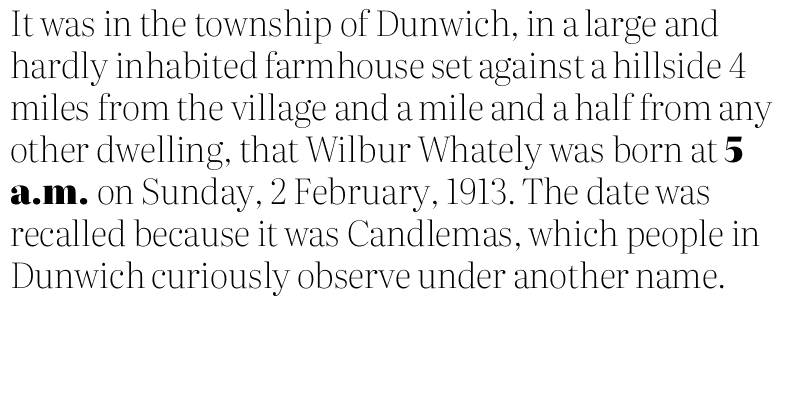 It was in the township of Dunwich, in a large and
hardly inhabited farmhouse set against a hillside 4
miles from the village and a mile and a half from any
other dwelling, that Wilbur Whately was born at 5
a.m. on Sunday, 2 February, 1913. The date was
recalled because it was Candlemas, which people in
Dunwich curiously observe under another name.